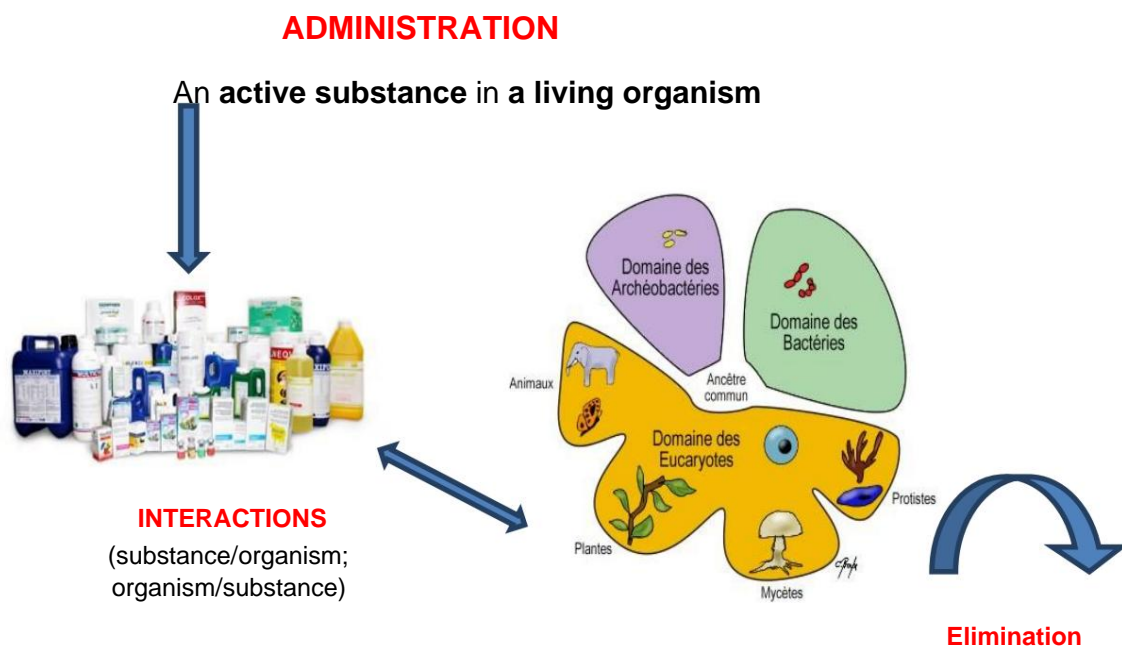 ADMINISTRATION
An active substance in a living organism
Domaine des
Archéobactéries
Domaine des
Bactéries
Animaux
Ancêtre
commun
Domaine des
Eucaryotes
Protistes
Plantes
Mycètes
INTERACTIONS
(substance/organism;
organism/substance)
Elimination